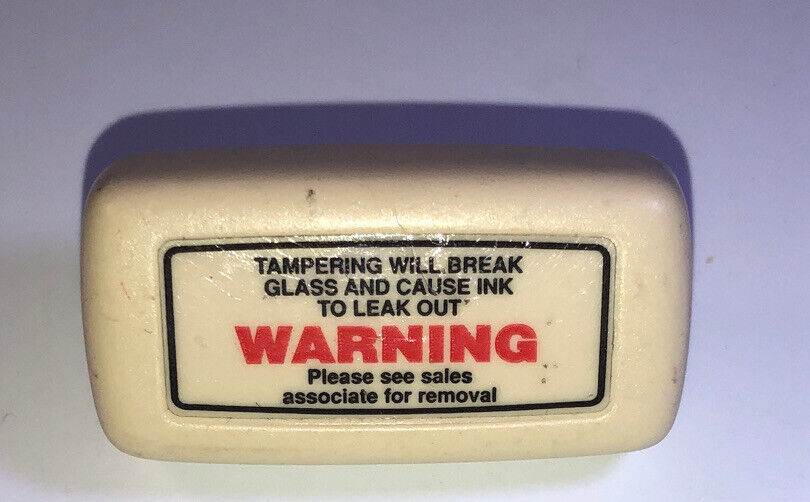 TAMPERING WILL BREAK
GLASS AND CAUSE INK
TO LEAK OUT
WARNING
Please see sales
associate for removal